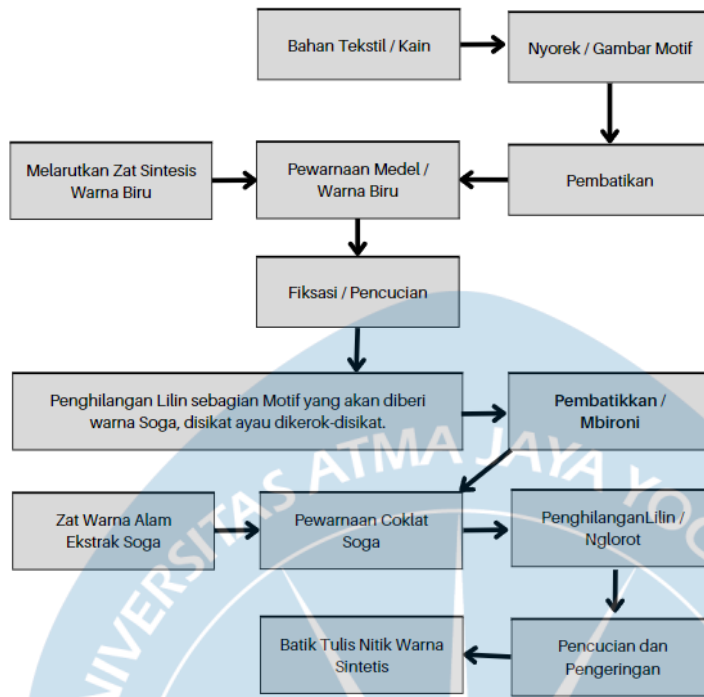 Bahan Tekstil / Kain
Nyorek / Gambar Motif
Melarutkan Zat Sintesis
Warna Biru
Pewarnaan Medel /
Warna Biru
Pembatikan
Fiksasi / Pencucian
Penghilangan Lilin sebagian Motif yang akan diberi
warna Soga, disikat ayau dikerok-disikat.
Pembatikkan /
Mbironi
Zat Warna Alam
Ekstrak Soga
Pewarnaan Coklat
Soga
PenghilanganLilin /
Nglorot
Batik Tulis Nitik Warna
Sintetis
Pencucian dan
Pengeringan
NIVERSITAS ATMA JAYA YOG